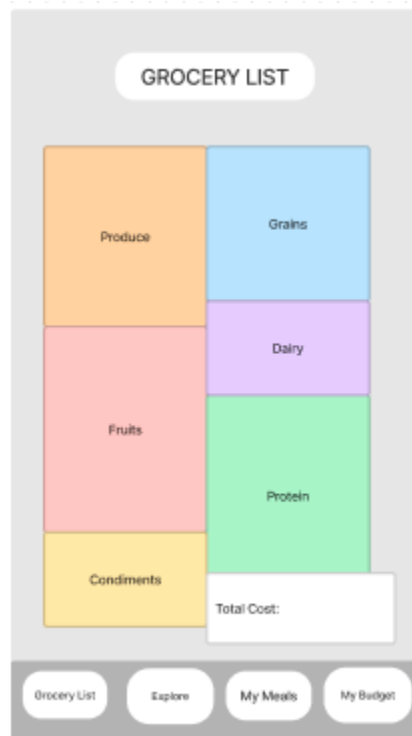 GROCERY LIST
Produce
Grains
Dairy
Fruits
Protein
Condiments
Total Cost:
Grocery List
Explore
My Meals
My Budget